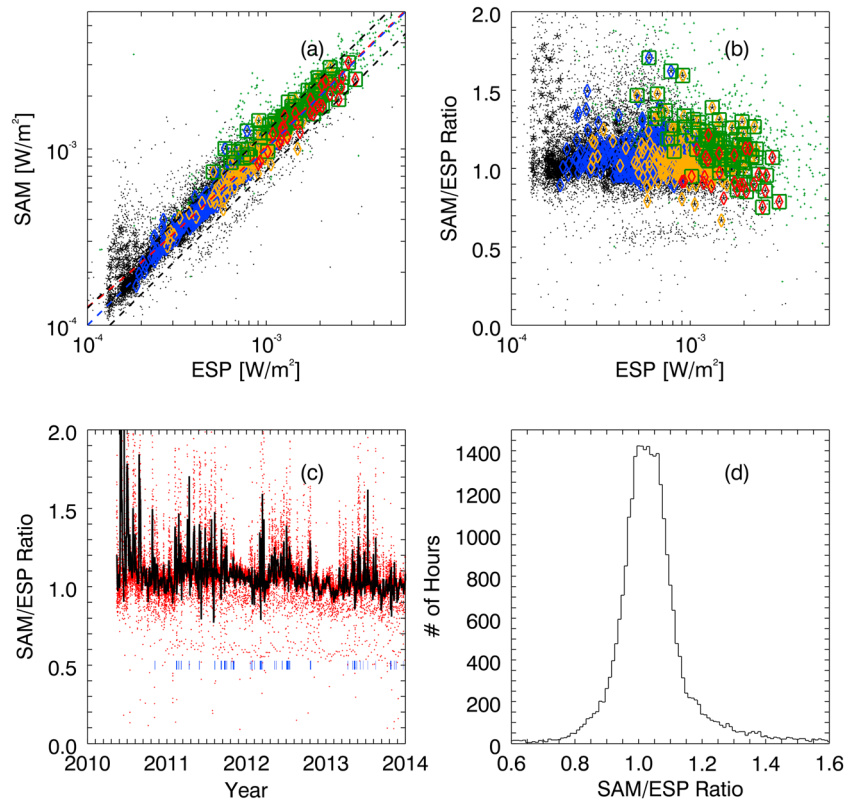 (a)
SAM [W/m²]
10⁻³
10⁻⁴
10⁻⁴
10⁻³
ESP [W/m²]
(b)
SAM/ESP Ratio
2.0
1.5
1.0
0.5
0.0
10⁻⁴
10⁻³
ESP [W/m²]
(c)
SAM/ESP Ratio
2.0
1.5
1.0
0.5
0.0
2010
2011
2012
2013
2014
Year
(d)
# of Hours
1400
1200
1000
800
600
400
200
0
0.6
0.8
1.0
1.2
1.4
1.6
SAM/ESP Ratio